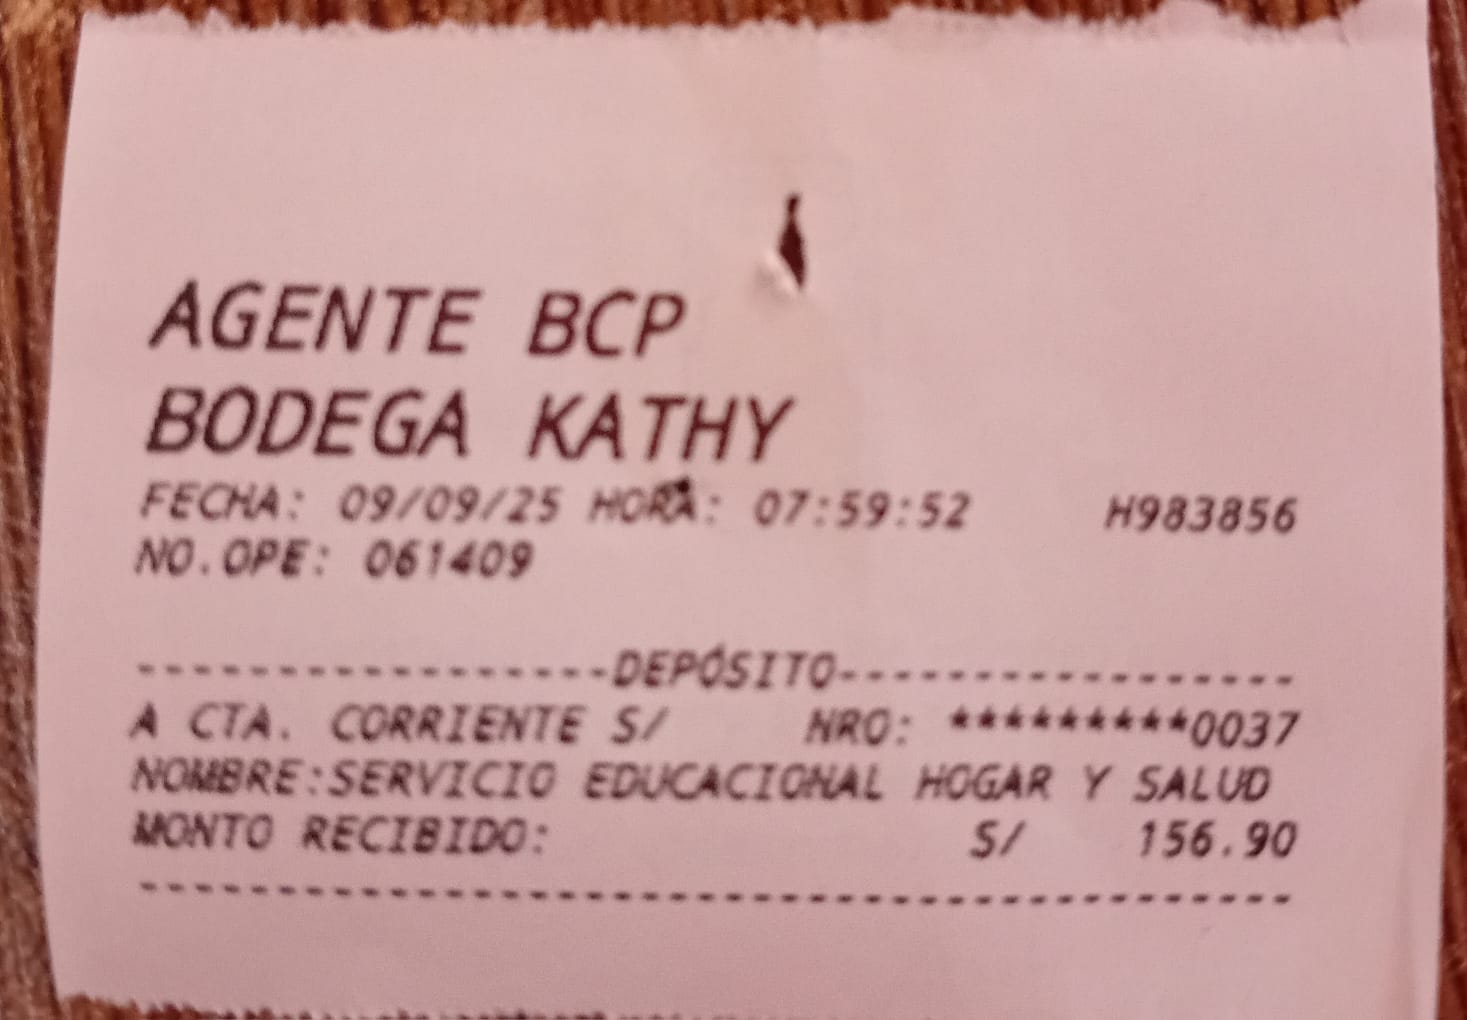 AGENTE BCP
BODEGA KATHY
FECHA: 09/09/25 HORA: 07:59:52 H983856
NO.OPE: 061409
------------------DEPÓSITO-----------------
A CTA. CORRIENTE S/ NRO: *********0037
NOMBRE:SERVICIO EDUCACIONAL HOGAR Y SALUD
MONTO RECIBIDO: S/ 156.90
-------------------------------------------